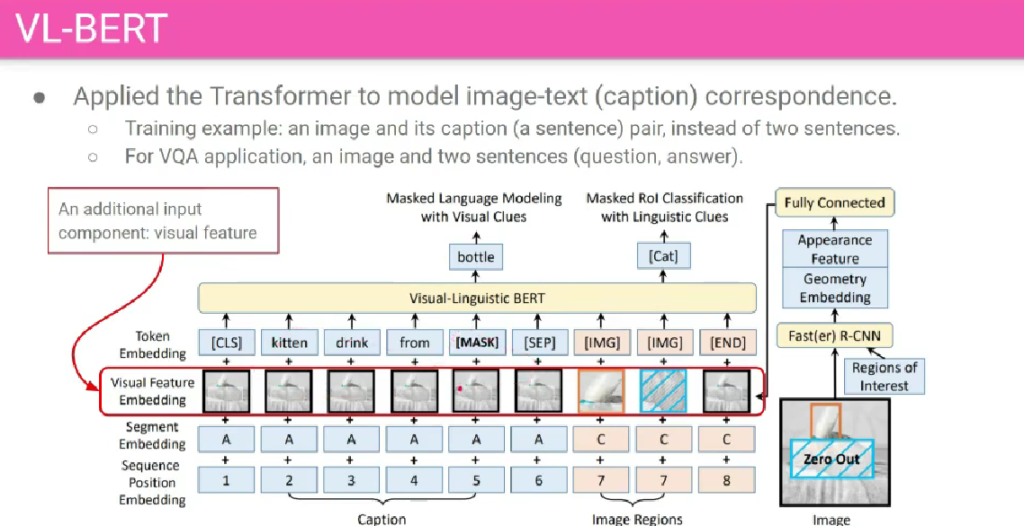 VL-BERT
● Applied the Transformer to model image-text (caption) correspondence.
○ Training example: an image and its caption (a sentence) pair, instead of two sentences.
○ For VQA application, an image and two sentences (question, answer).
An additional input
component: visual feature
Masked Language Modeling
with Visual Clues
Masked RoI Classification
with Linguistic Clues
Fully Connected
bottle
[Cat]
Appearance
Feature
Geometry
Embedding
Visual-Linguistic BERT
Fast(er) R-CNN
Regions of
Interest
Token
Embedding
[CLS] kitten drink from [MASK] [SEP] [IMG] [IMG] [END]
+ + + + + + + + +
Visual Feature
Embedding
+ + + + + + + + +
Segment
Embedding
A A A A A A C C C
+ + + + + + + + +
Sequence
Position
Embedding
1 2 3 4 5 6 7 7 8
Caption
Image Regions
Zero Out
Image